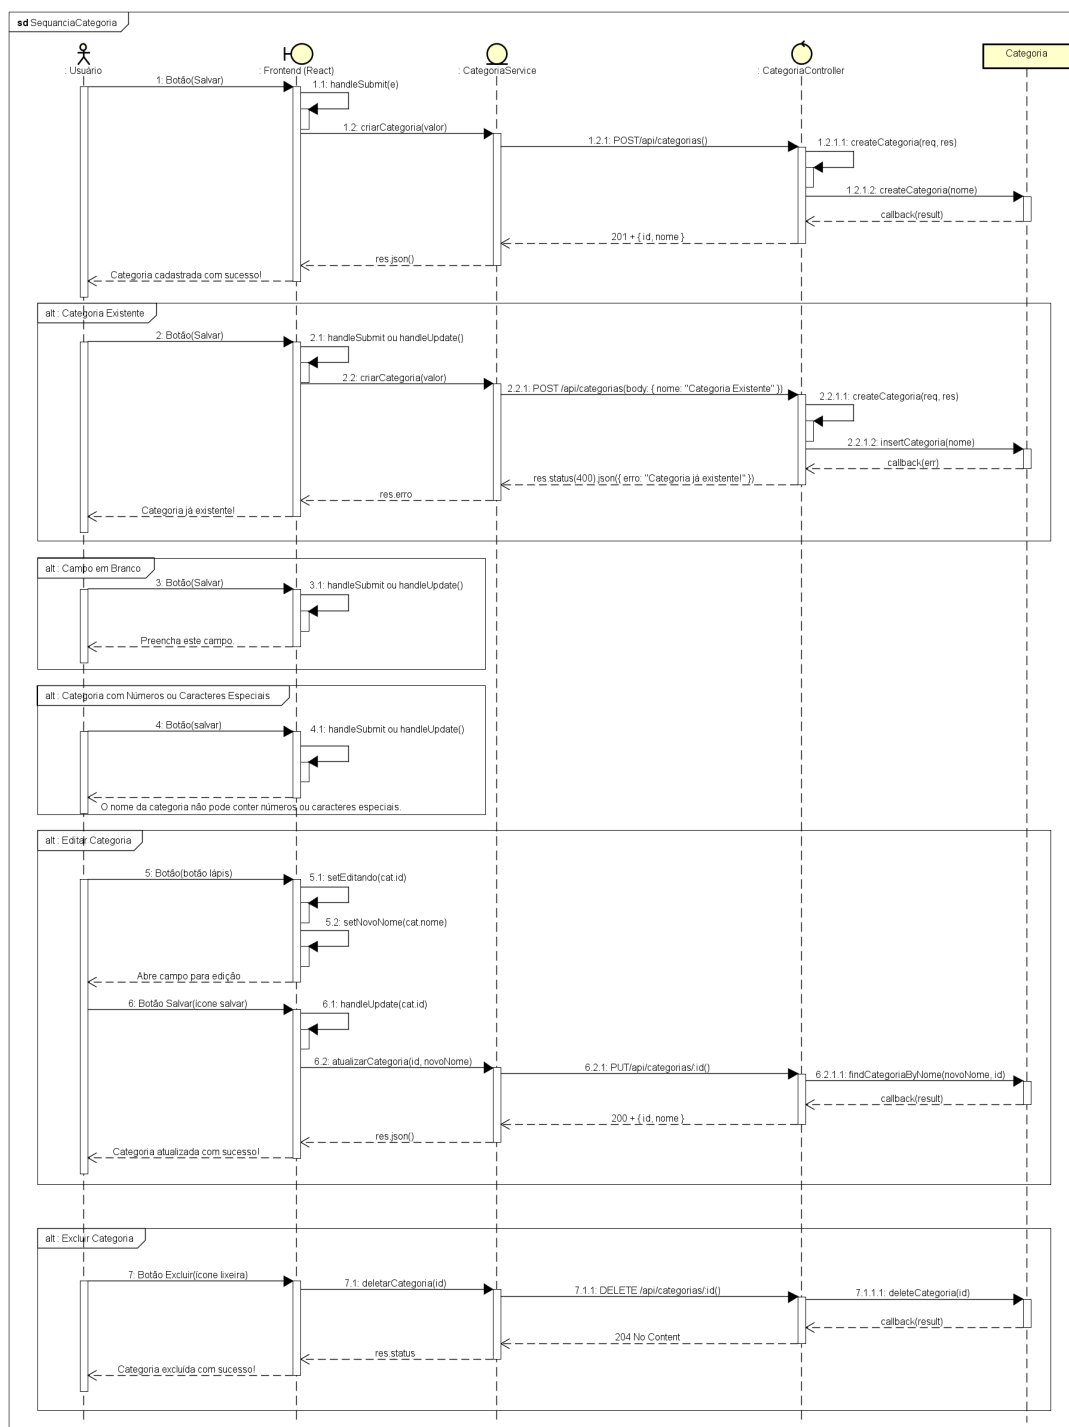 sd SequanciaCategoria
: Usuário
: Frontend (React)
: CategoriaService
: CategoriaController
Categoria
1: Botão(Salvar)
1.1: handleSubmit(e)
1.2: criarCategoria(valor)
1.2.1: POST/api/categorias()
1.2.1.1: createCategoria(req, res)
1.2.1.2: createCategoria(nome)
callback(result)
201 + { id, nome }
res.json()
Categoria cadastrada com sucesso!
alt : Categoria Existente
2: Botão(Salvar)
2.1: handleSubmit ou handleUpdate()
2.2: criarCategoria(valor)
2.2.1: POST /api/categorias(body: { nome: "Categoria Existente" })
2.2.1.1: createCategoria(req, res)
2.2.1.2: insertCategoria(nome)
callback(err)
res.status(400).json({ erro: "Categoria já existente!" })
res.erro
Categoria já existente!
alt : Campo em Branco
3: Botão(Salvar)
3.1: handleSubmit ou handleUpdate()
Preencha este campo.
alt : Categoria com Números ou Caracteres Especiais
4: Botão(salvar)
4.1: handleSubmit ou handleUpdate()
O nome da categoria não pode conter números ou caracteres especiais.
alt : Editar Categoria
5: Botão(botão lápis)
5.1: setEditando(cat.id)
5.2: setNovoNome(cat.nome)
Abre campo para edição
6: Botão Salvar(ícone salvar)
6.1: handleUpdate(cat.id)
6.2: atualizarCategoria(id, novoNome)
6.2.1: PUT/api/categorias/:id()
6.2.1.1: findCategoriaByNome(novoNome, id)
callback(result)
200 + { id, nome }
res.json()
Categoria atualizada com sucesso!
alt : Excluir Categoria
7: Botão Excluir(ícone lixeira)
7.1: deletarCategoria(id)
7.1.1: DELETE /api/categorias/:id()
7.1.1.1: deleteCategoria(id)
callback(result)
204 No Content
res.status
Categoria excluída com sucesso!